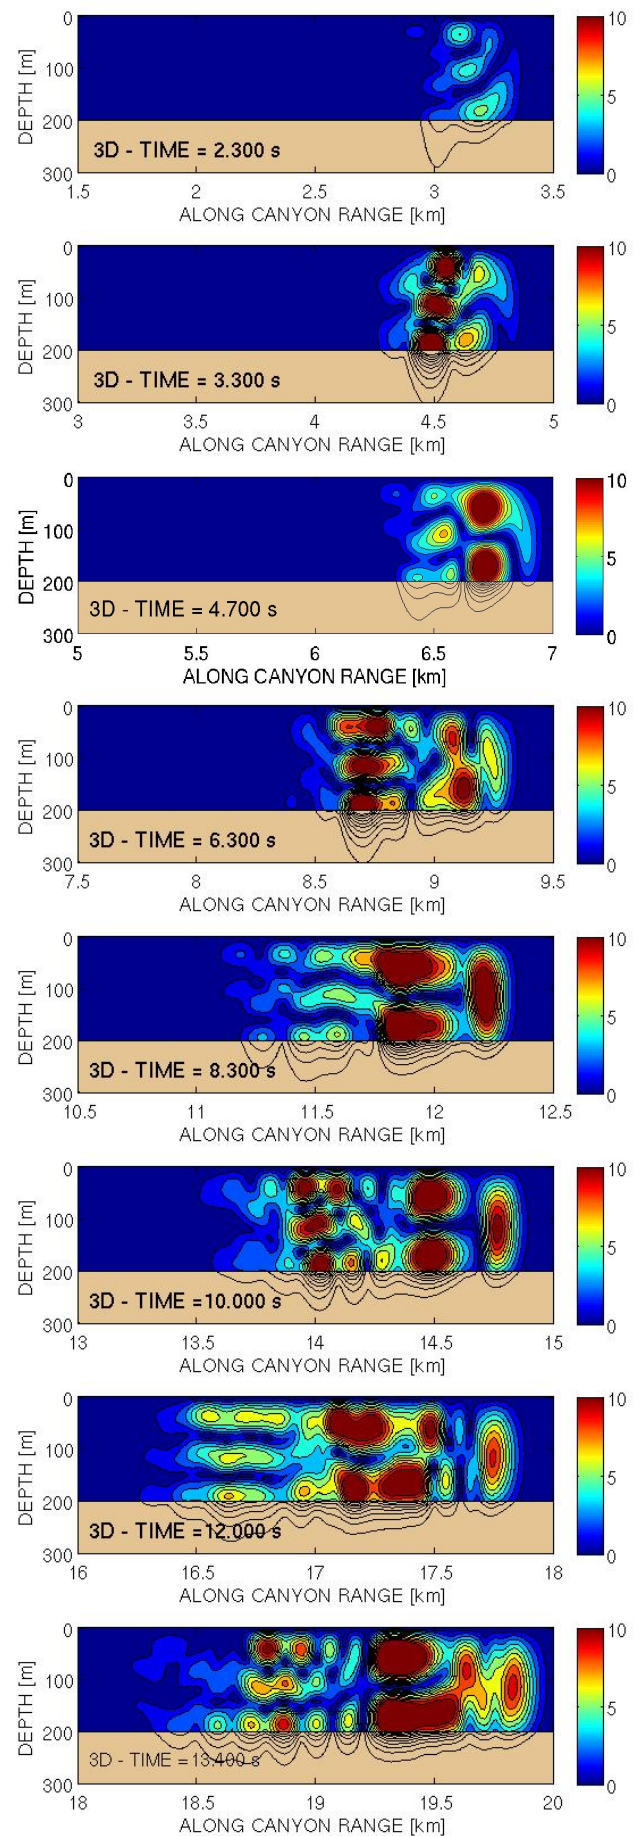 0
100
200
300
DEPTH [m]
3D - TIME = 2.300 s
1.5 2 2.5 3 3.5
ALONG CANYON RANGE [km]
10
5
0
0
100
200
300
DEPTH [m]
3D - TIME = 3.300 s
3 3.5 4 4.5 5
ALONG CANYON RANGE [km]
10
5
0
0
100
200
300
DEPTH [m]
3D - TIME = 4.700 s
5 5.5 6 6.5 7
ALONG CANYON RANGE [km]
10
5
0
0
100
200
300
DEPTH [m]
3D - TIME = 6.300 s
7.5 8 8.5 9 9.5
ALONG CANYON RANGE [km]
10
5
0
0
100
200
300
DEPTH [m]
3D - TIME = 8.300 s
10.5 11 11.5 12 12.5
ALONG CANYON RANGE [km]
10
5
0
0
100
200
300
DEPTH [m]
3D - TIME =10.000 s
13 13.5 14 14.5 15
ALONG CANYON RANGE [km]
10
5
0
0
100
200
300
DEPTH [m]
3D - TIME =12.000 s
16 16.5 17 17.5 18
ALONG CANYON RANGE [km]
10
5
0
0
100
200
300
DEPTH [m]
3D - TIME =13.400 s
18 18.5 19 19.5 20
ALONG CANYON RANGE [km]
10
5
0